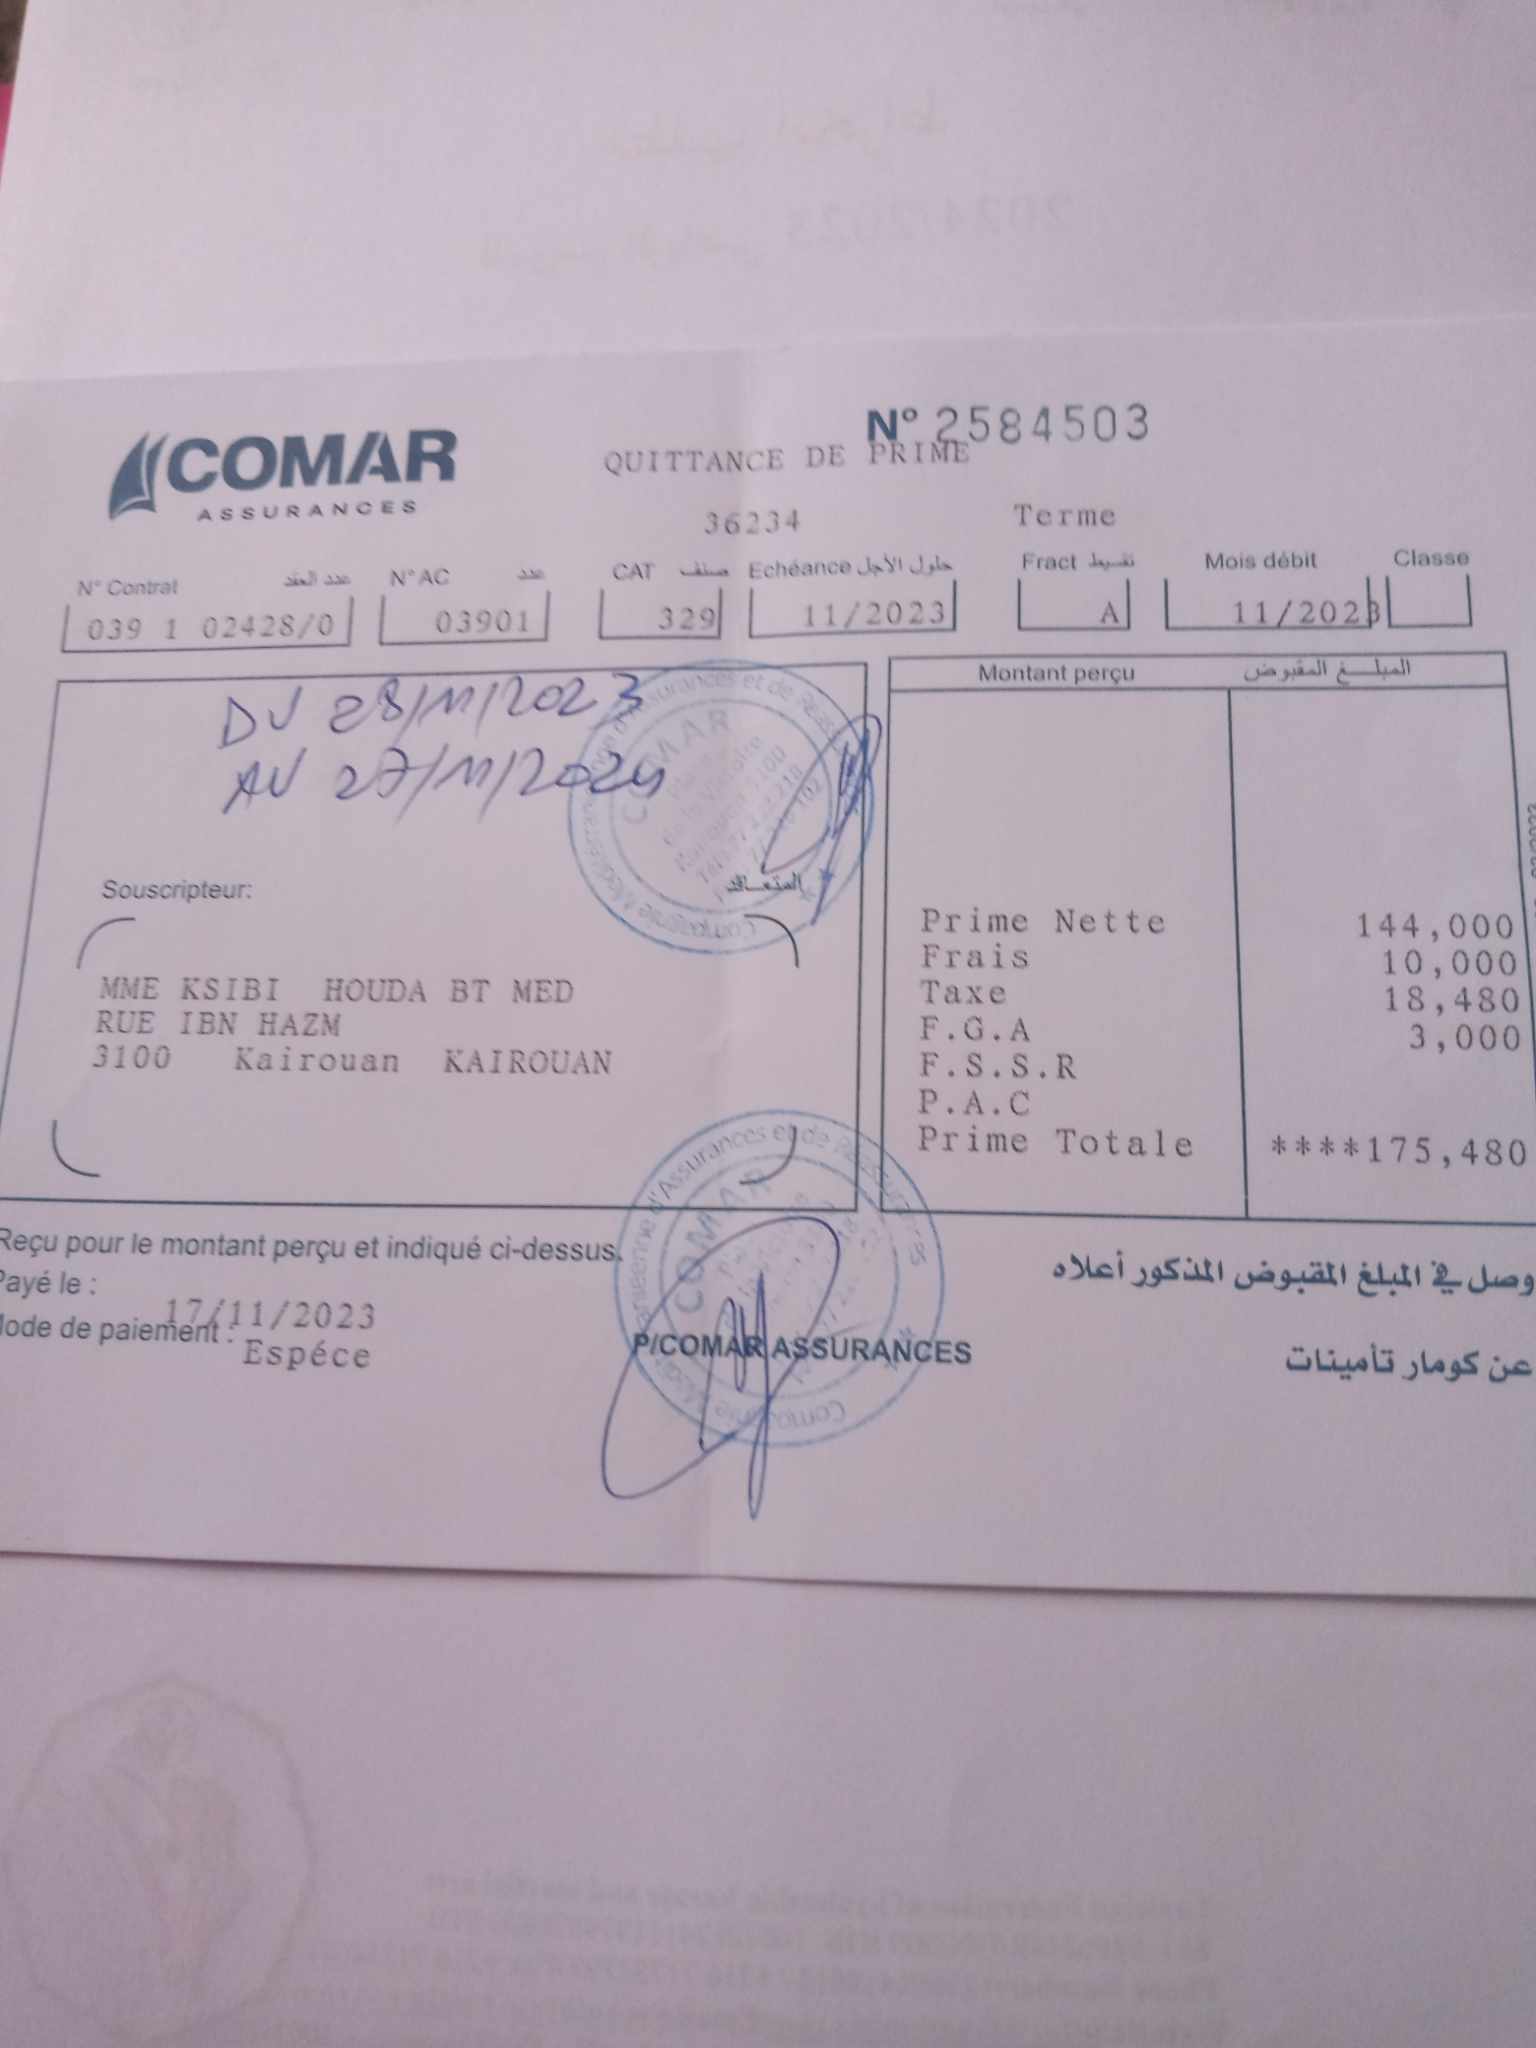 COMAR
ASSURANCES
N° 2584503
QUITTANCE DE PRIME
36234
Terme
N° Contrat عدد العقد
039 1 02428/0
N° AC عدد
03901
CAT صنف
329
Echéance حلول الأجل
11/2023
Fract تقسيط
A
Mois débit
11/2023
Classe
DU 28/11/2023
AU 27/11/2024
Souscripteur: المتعاقد
MME KSIBI HOUDA BT MED
RUE IBN HAZM
3100 Kairouan KAIROUAN
Montant perçu المبلغ المقبوض
Prime Nette 144,000
Frais 10,000
Taxe 18,480
F.G.A 3,000
F.S.S.R
P.A.C
Prime Totale ****175,480
Reçu pour le montant perçu et indiqué ci-dessus.
وصل في المبلغ المقبوض المذكور أعلاه
Payé le :
17/11/2023
Mode de paiement :
Espéce
P/COMAR ASSURANCES
عن كومار تأمينات
COMAR
COMAR